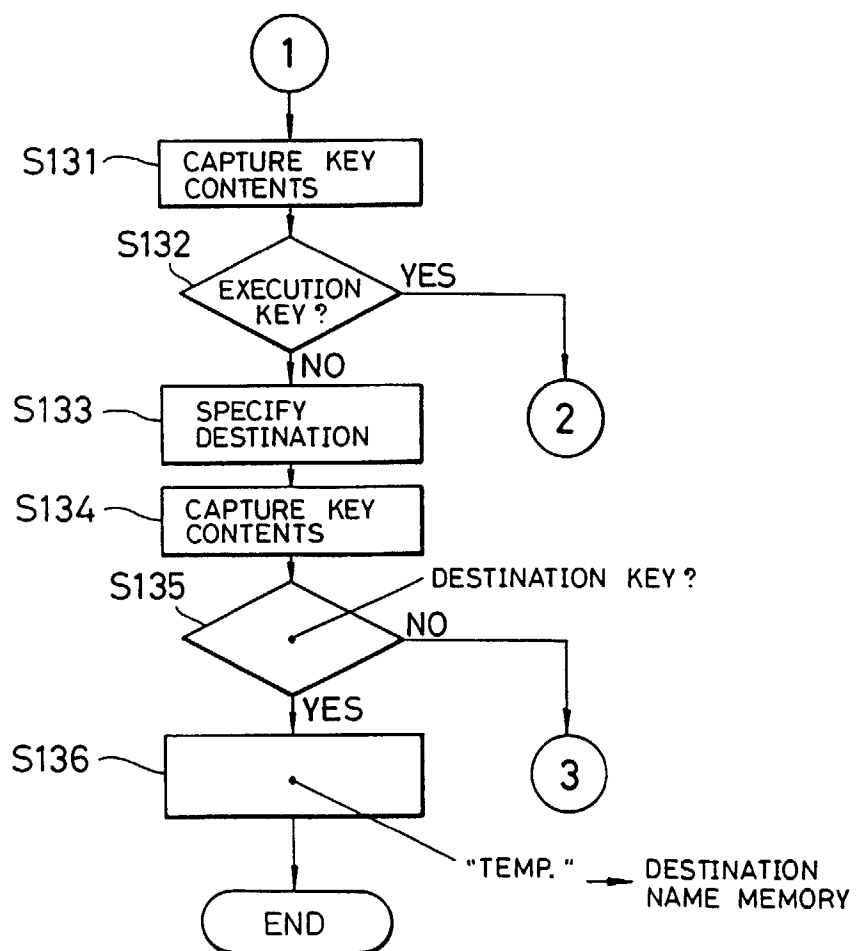 1
S131
CAPTURE KEY
CONTENTS
S132
EXECUTION
KEY?
YES
NO
2
S133
SPECIFY
DESTINATION
S134
CAPTURE KEY
CONTENTS
S135
DESTINATION KEY?
NO
YES
3
S136
"TEMP." → DESTINATION
NAME MEMORY
END